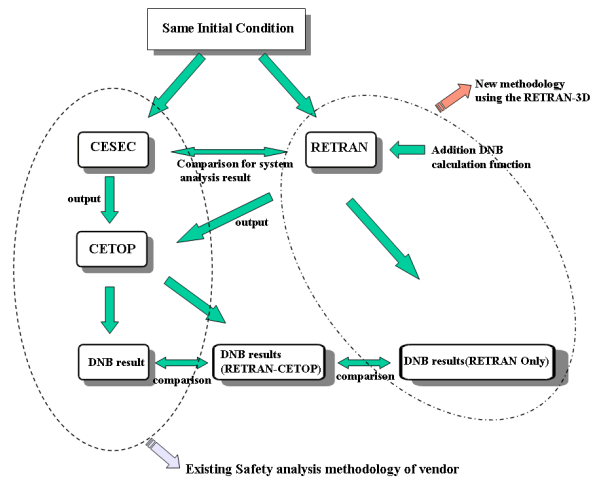 Same Initial Condition
New methodology
using the RETRAN-3D
CESEC
RETRAN
Comparison for system
analysis result
Addition DNB
calculation function
output
output
CETOP
DNB result
DNB results
(RETRAN-CETOP)
DNB results(RETRAN Only)
comparison
comparison
Existing Safety analysis methodology of vendor